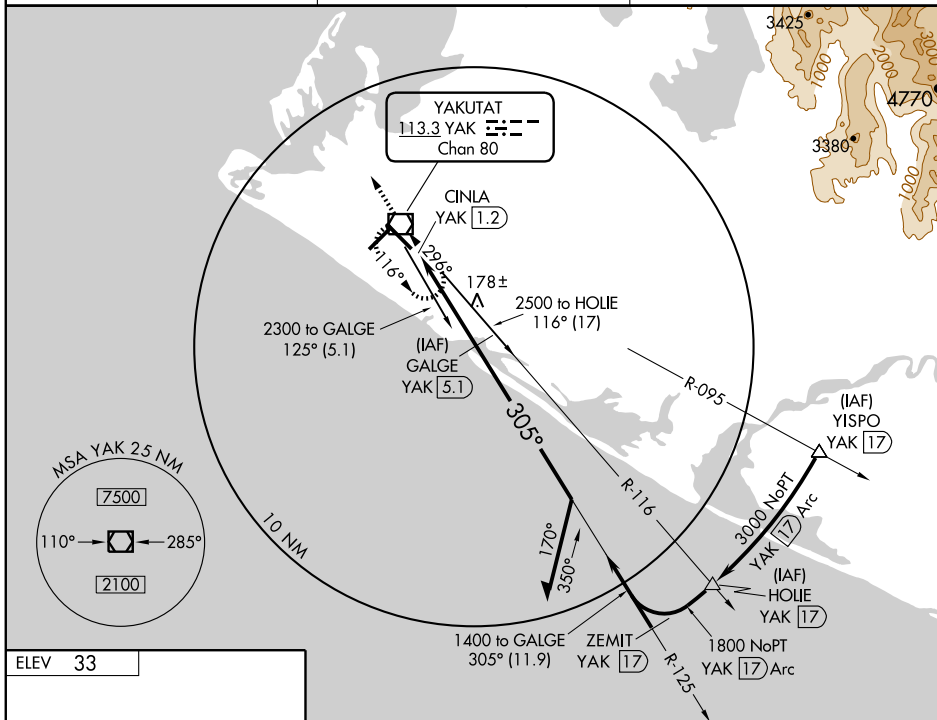 3425
1000
2000
3000
4770
3380
1000
YAKUTAT
113.3 YAK
Chan 80
CINLA
YAK 1.2
296°
116°
178±
2500 to HOLIE
116° (17)
2300 to GALGE
125° (5.1)
(IAF)
GALGE
YAK 5.1
R-095
(IAF)
YISPO
YAK 17
305°
MSA YAK 25 NM
7500
110°
285°
2100
10 NM
R-116
3000 NoPT
YAK 17 Arc
170°
350°
(IAF)
HOLIE
YAK 17
1400 to GALGE
305° (11.9)
ZEMIT
YAK 17
1800 NoPT
YAK 17 Arc
R-125
ELEV 33